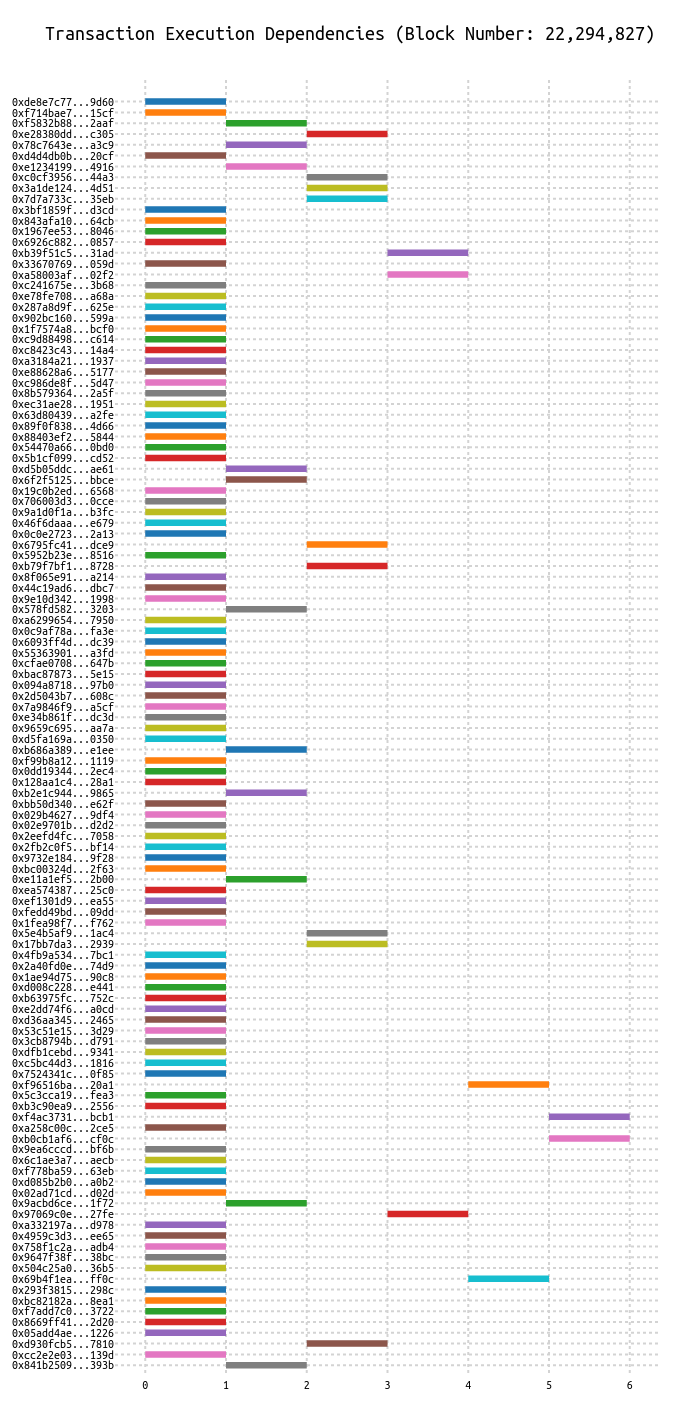 Transaction Execution Dependencies (Block Number: 22,294,827)
0xde8e7c77...9d60
0xf714bae7...15cf
0xf5832b88...2aaf
0xe28380dd...c305
0x78c7643e...a3c9
0xd4d4db0b...20cf
0xe1234199...4916
0xc0cf3956...44a3
0x3a1de124...4d51
0x7d7a733c...35eb
0x3bf1859f...d3cd
0x843afa10...64cb
0x1967ee53...8046
0x6926c882...0857
0xb39f51c5...31ad
0x33670769...059d
0xa58003af...02f2
0xc241675e...3b68
0xe78fe708...a68a
0x287a8d9f...625e
0x902bc160...599a
0x1f7574a8...bcf0
0xc9d88498...c614
0xc8423c43...14a4
0xa3184a21...1937
0xe88628a6...5177
0xc986de8f...5d47
0x8b579364...2a5f
0xec31ae28...1951
0x63d80439...a2fe
0x89f0f838...4d66
0x88403ef2...5844
0x54470a66...0bd0
0x5b1cf099...cd52
0xd5b05ddc...ae61
0x6f2f5125...bbce
0x19c0b2ed...6568
0x706003d3...0cce
0x9a1d0f1a...b3fc
0x46f6daaa...e679
0x0c0e2723...2a13
0x6795fc41...dce9
0x5952b23e...8516
0xb79f7bf1...8728
0x8f065e91...a214
0x44c19ad6...dbc7
0x9e10d342...1998
0x578fd582...3203
0xa6299654...7950
0x0c9af78a...fa3e
0x6093ff4d...dc39
0x55363901...a3fd
0xcfae0708...647b
0xbac87873...5e15
0x094a8718...97b0
0x2d5043b7...608c
0x7a9846f9...a5cf
0xe34b861f...dc3d
0x9659c695...aa7a
0xd5fa169a...0350
0xb686a389...e1ee
0xf99b8a12...1119
0x0dd19344...2ec4
0x128aa1c4...28a1
0xb2e1c944...9865
0xbb50d340...e62f
0x029b4627...9df4
0x02e9701b...d2d2
0x2eefd4fc...7058
0x2fb2c0f5...bf14
0x9732e184...9f28
0xbc00324d...2f63
0xe11a1ef5...2b00
0xea574387...25c0
0xef1301d9...ea55
0xfedd49bd...09dd
0x1fea98f7...f762
0x5e4b5af9...1ac4
0x17bb7da3...2939
0x4fb9a534...7bc1
0x2a40fd0e...74d9
0x1ae94d75...90c8
0xd008c228...e441
0xb63975fc...752c
0xe2dd74f6...a0cd
0xd36aa345...2465
0x53c51e15...3d29
0x3cb8794b...d791
0xdfb1cebd...9341
0xc5bc44d3...1816
0x7524341c...0f85
0xf96516ba...20a1
0x5c3cca19...fea3
0xb3c90ea9...2556
0xf4ac3731...bcb1
0xa258c00c...2ce5
0xb0cb1af6...cf0c
0x9ea6cccd...bf6b
0x6c1ae3a7...aecb
0xf778ba59...63eb
0xd085b2b0...a0b2
0x02ad71cd...d02d
0x9acbd6ce...1f72
0x97069c0e...27fe
0xa332197a...d978
0x4959c3d3...ee65
0x758f1c2a...adb4
0x9647f38f...38bc
0x504c25a0...36b5
0x69b4f1ea...ff0c
0x293f3815...298c
0xbc82182a...8ea1
0xf7add7c0...3722
0x8669ff41...2d20
0x05add4ae...1226
0xd930fcb5...7810
0xcc2e2e03...139d
0x841b2509...393b
0 1 2 3 4 5 6